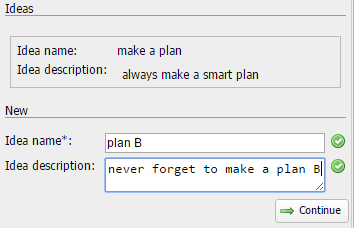 Ideas
Idea name: make a plan
Idea description: always make a smart plan
New
Idea name*: plan B
Idea description: never forget to make a plan B
Continue